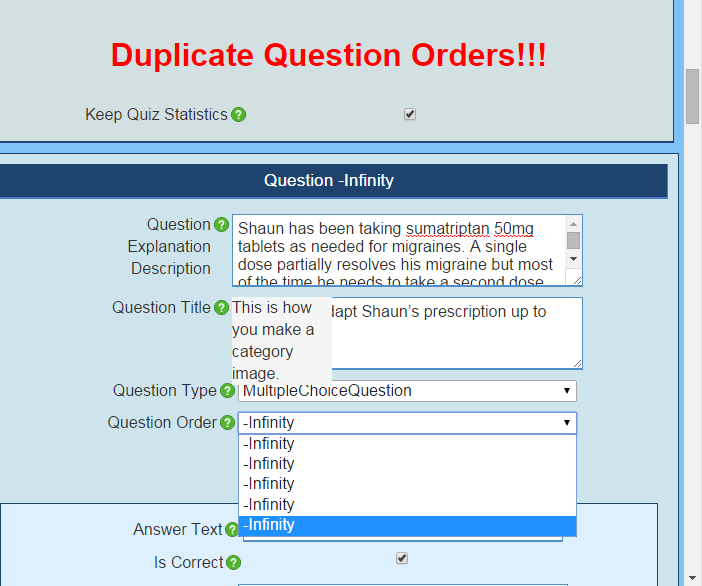 Duplicate Question Orders!!!
Keep Quiz Statistics ?
Question -Infinity
Question ?
Explanation
Description
Shaun has been taking sumatriptan 50mg
tablets as needed for migraines. A single
dose partially resolves his migraine but most
of the time he needs to take a second dose
Question Title ?
This is how
you make a
category
image.
dapt Shaun's prescription up to
Question Type ? MultipleChoiceQuestion
Question Order ? -Infinity
-Infinity
-Infinity
-Infinity
-Infinity
-Infinity
Answer Text ?
Is Correct ?